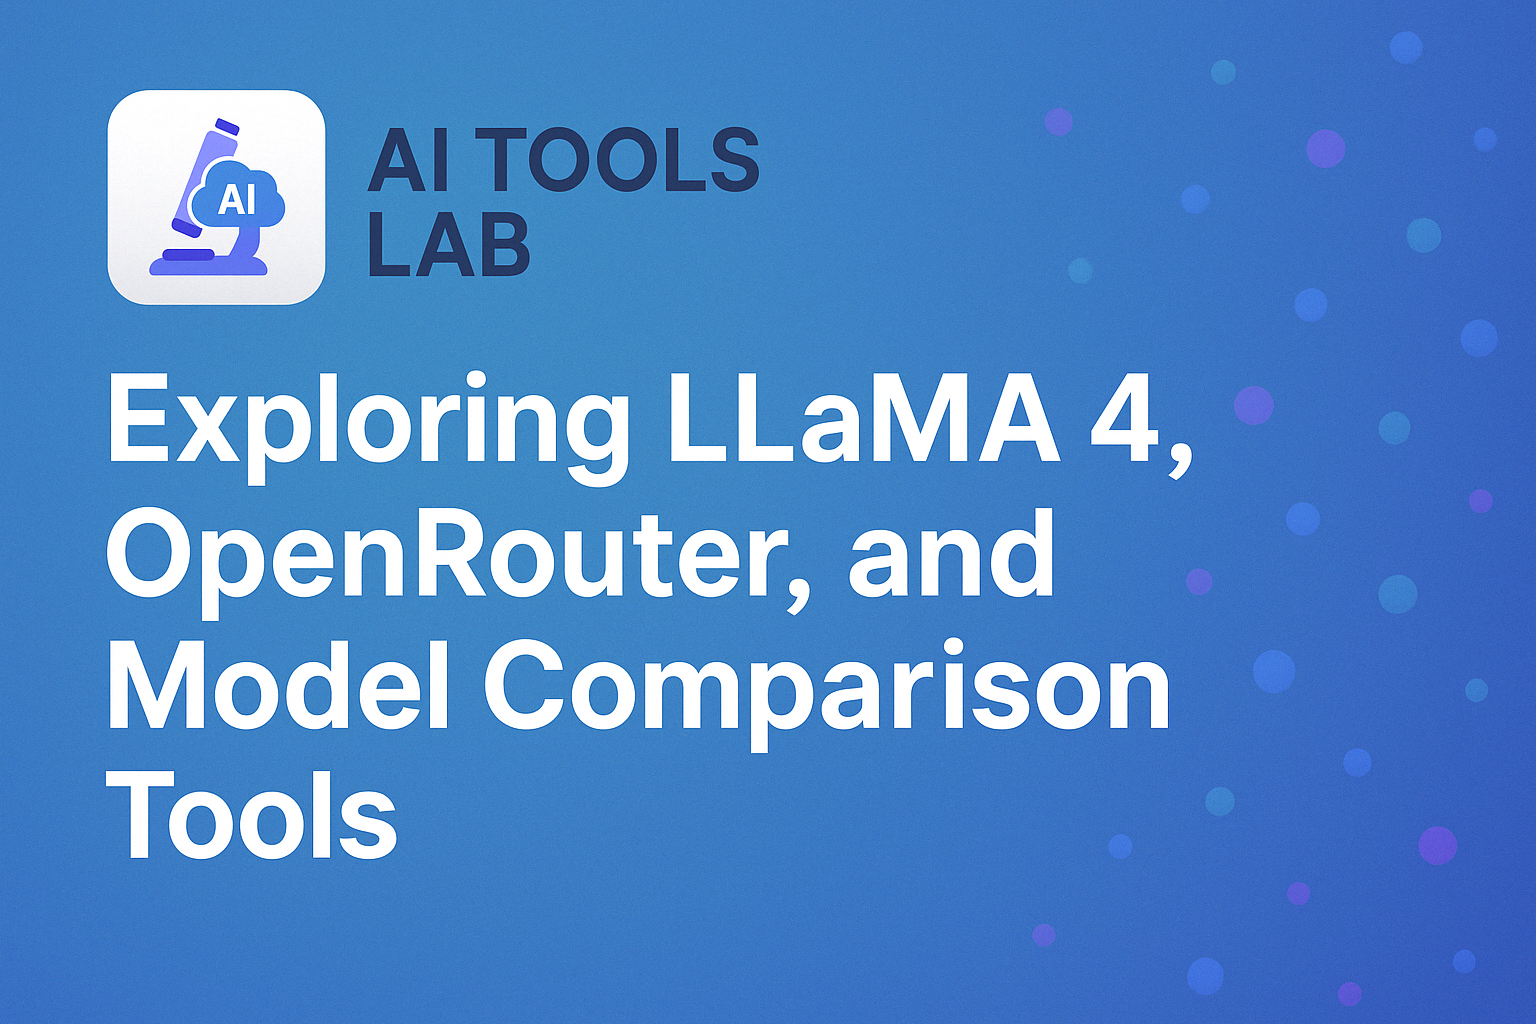 AI
AI TOOLS
LAB
Exploring LLaMA 4,
OpenRouter, and
Model Comparison
Tools